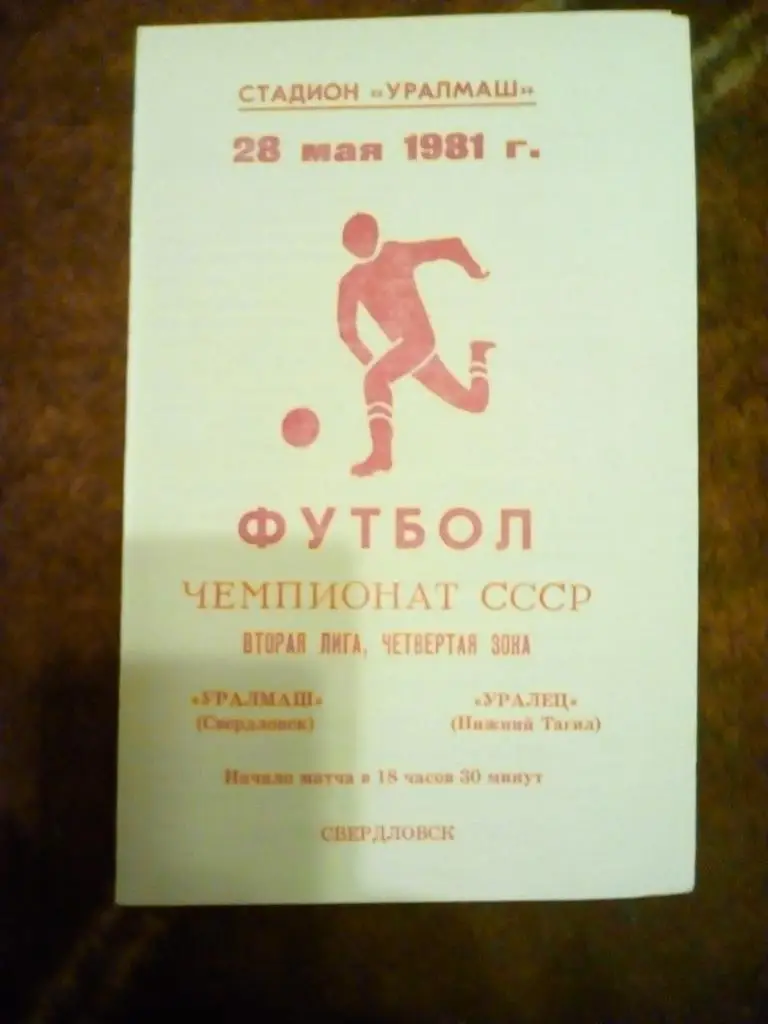 СТАДИОН «УРАЛМАШ»
28 мая 1981 г.
ФУТБОЛ
ЧЕМПИОНАТ СССР
ВТОРАЯ ЛИГА, ЧЕТВЕРТАЯ ЗОНА
«УРАЛМАШ» «УРАЛЕЦ»
(Свердловск) (Нижний Тагил)
Начало матча в 18 часов 30 минут
СВЕРДЛОВСК